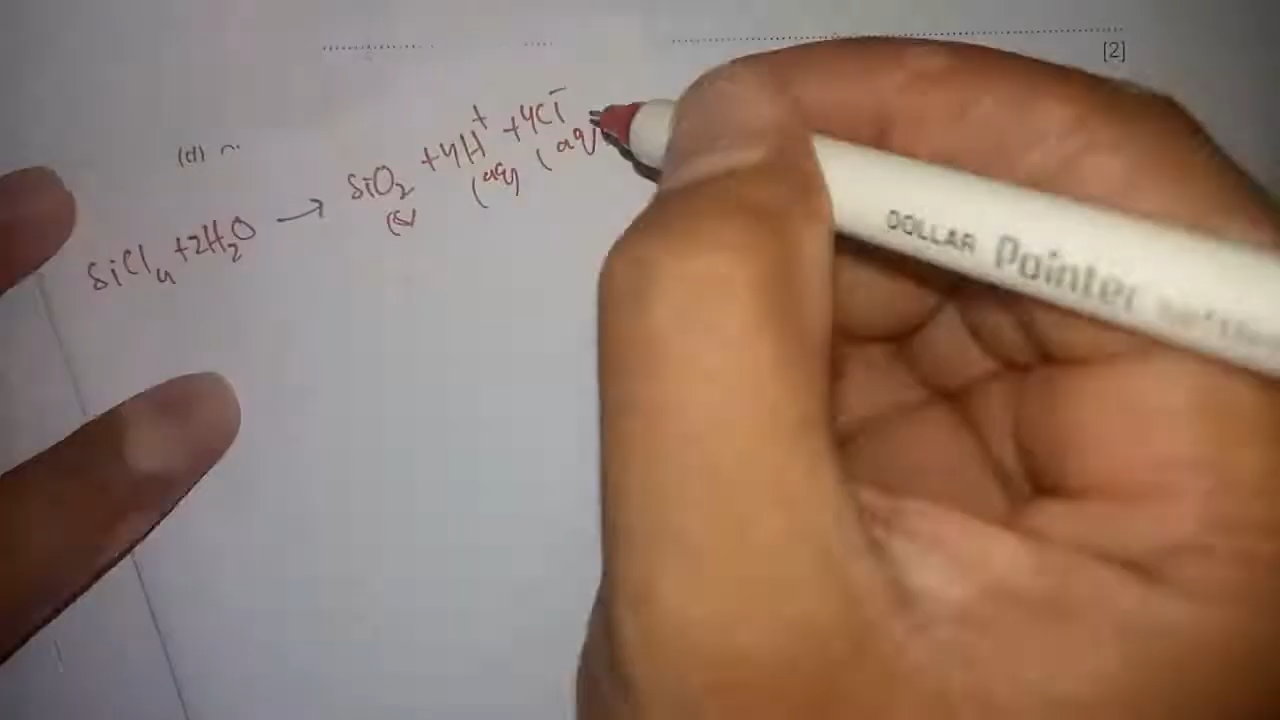 [2]
(d)
SiCl₄ + 2H₂O → SiO₂ + 4H⁺ + 4Cl⁻
(s) (aq) (aq)
DOLLAR Pointer